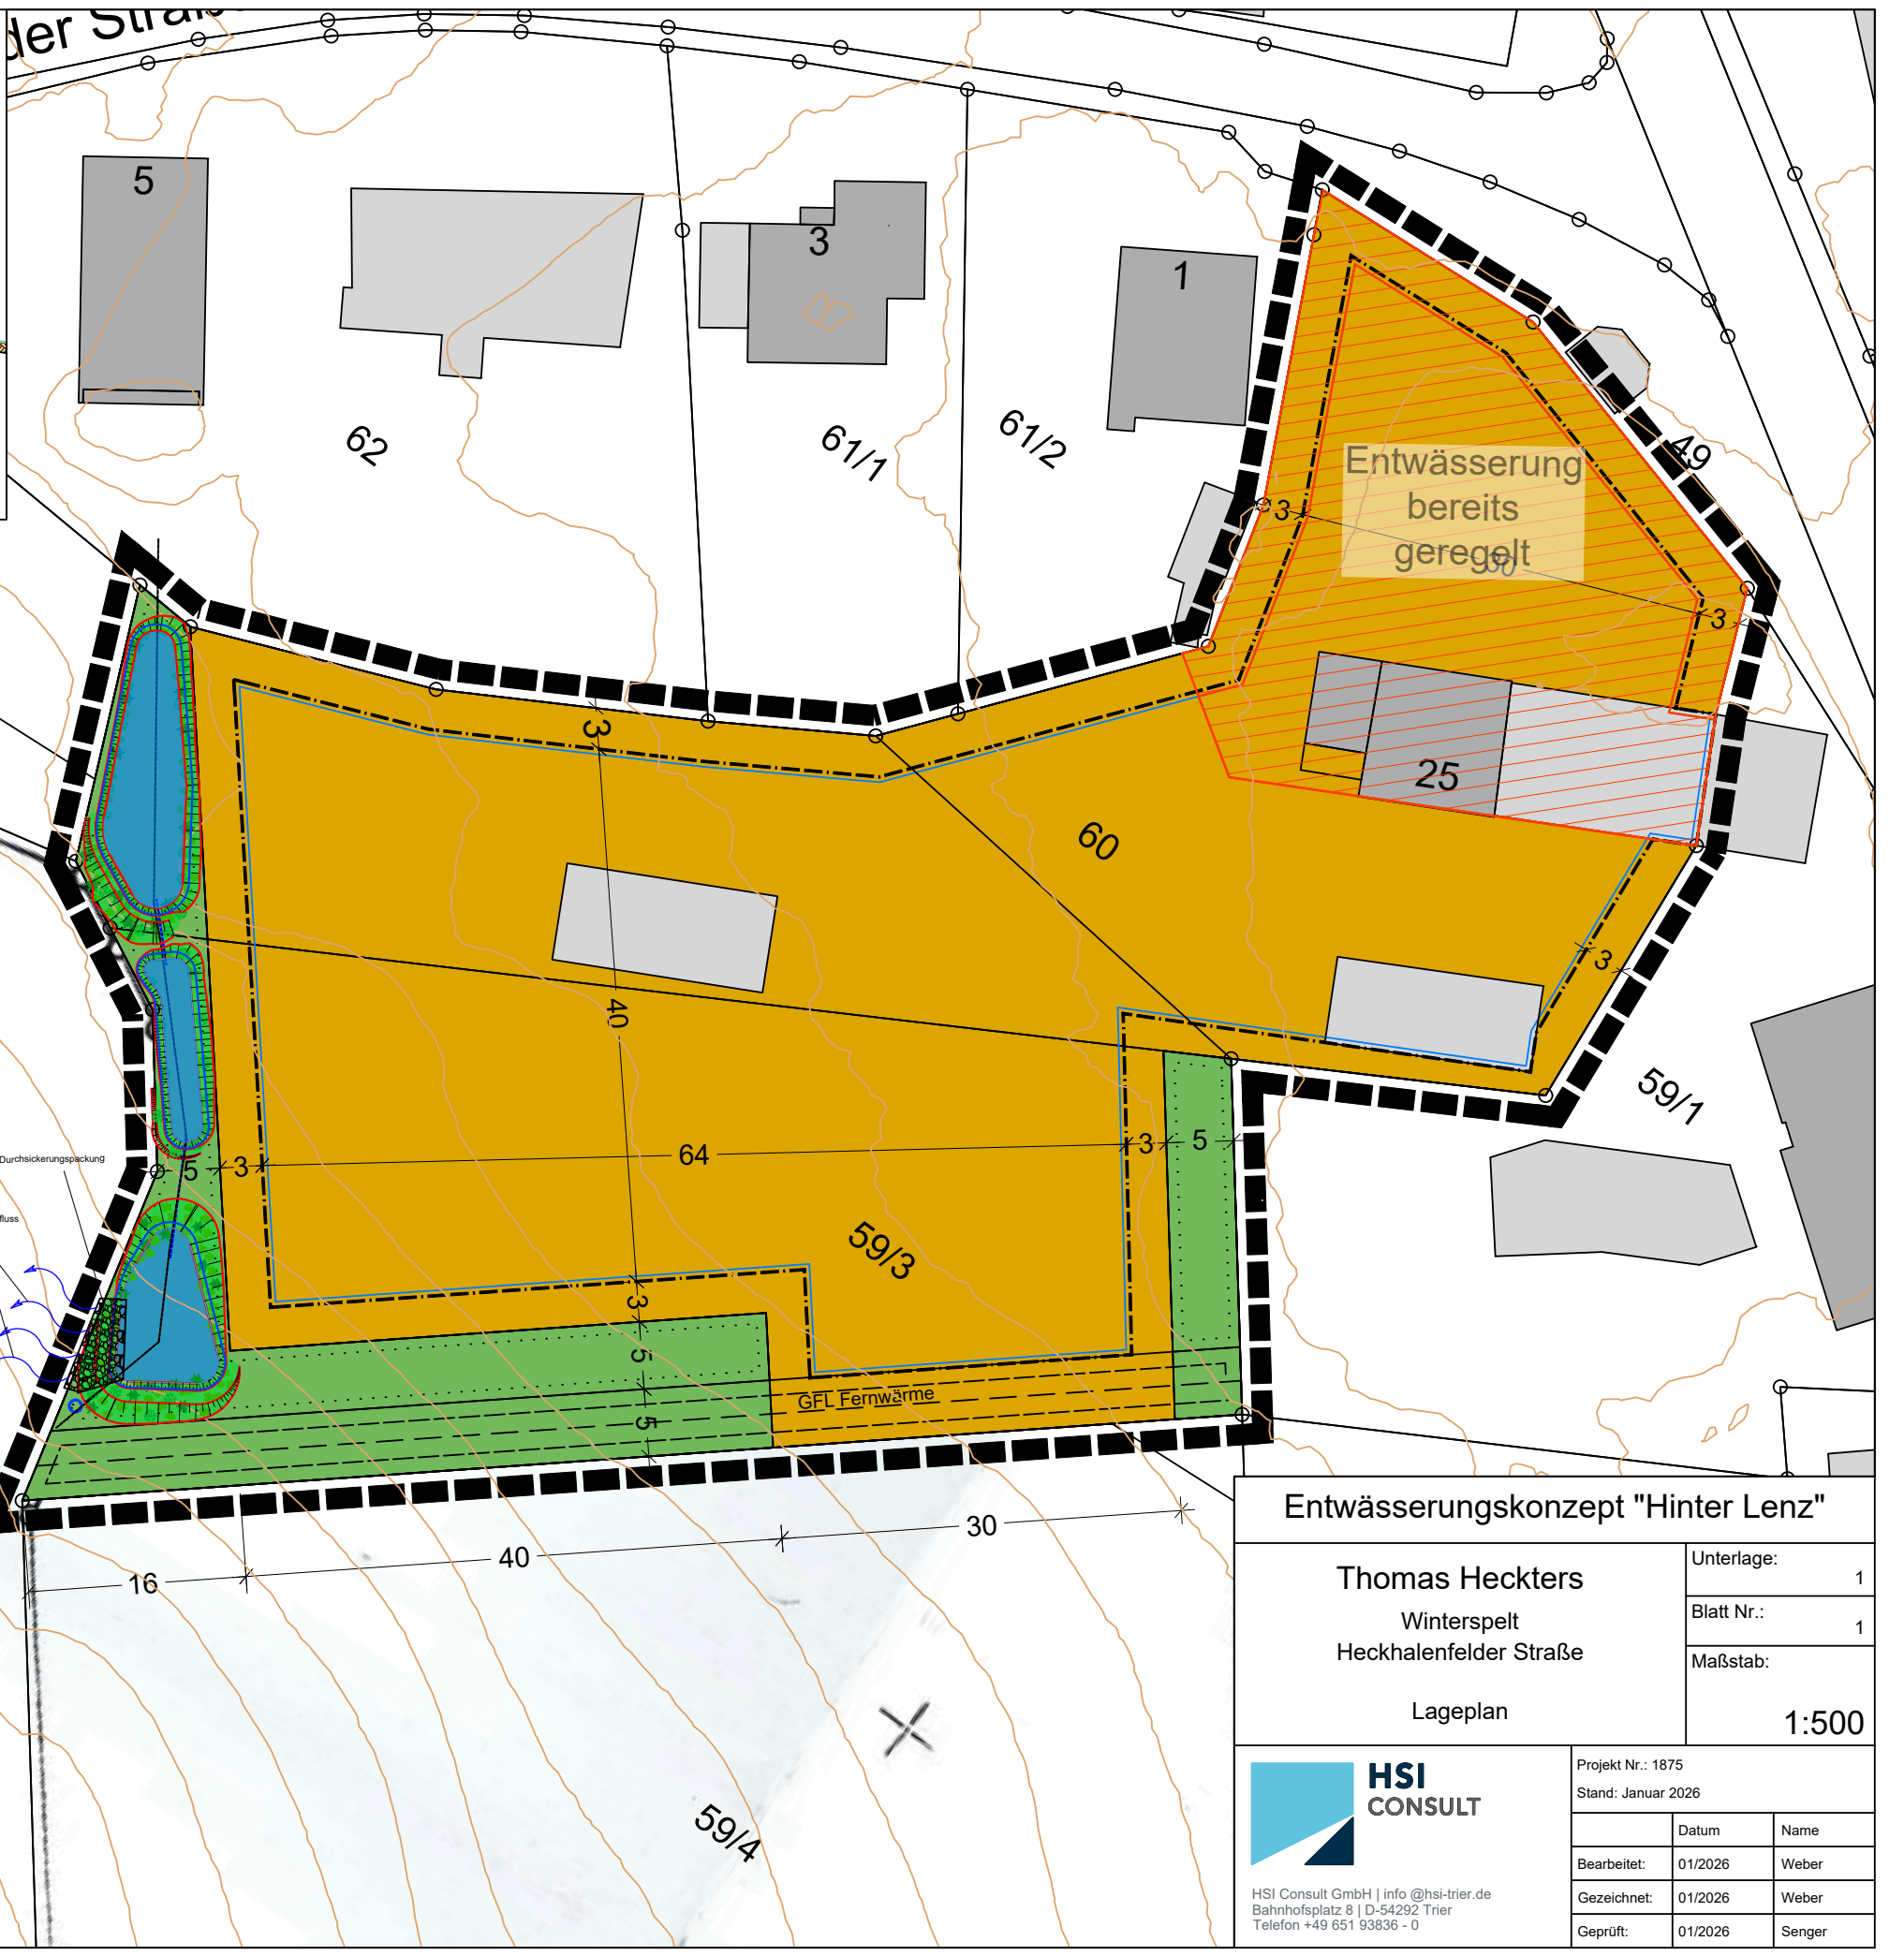 der Straße
5
3
1
62
61/1
61/2
49
Entwässerung
bereits
geregelt
3
30
3
3
25
60
40
3
59/1
Durchsickerungspackung
5
3
64
3
5
fluss
59/3
3
5
GFL Fernwärme
5
16
40
30
59/4
Entwässerungskonzept "Hinter Lenz"
Thomas Heckters
Winterspelt
Heckhalenfelder Straße
Lageplan
Unterlage:
1
Blatt Nr.:
1
Maßstab:
1:500
HSI
CONSULT
HSI Consult GmbH | info @hsi-trier.de
Bahnhofsplatz 8 | D-54292 Trier
Telefon +49 651 93836 - 0
Projekt Nr.: 1875
Stand: Januar 2026
Datum Name
Bearbeitet: 01/2026 Weber
Gezeichnet: 01/2026 Weber
Geprüft: 01/2026 Senger